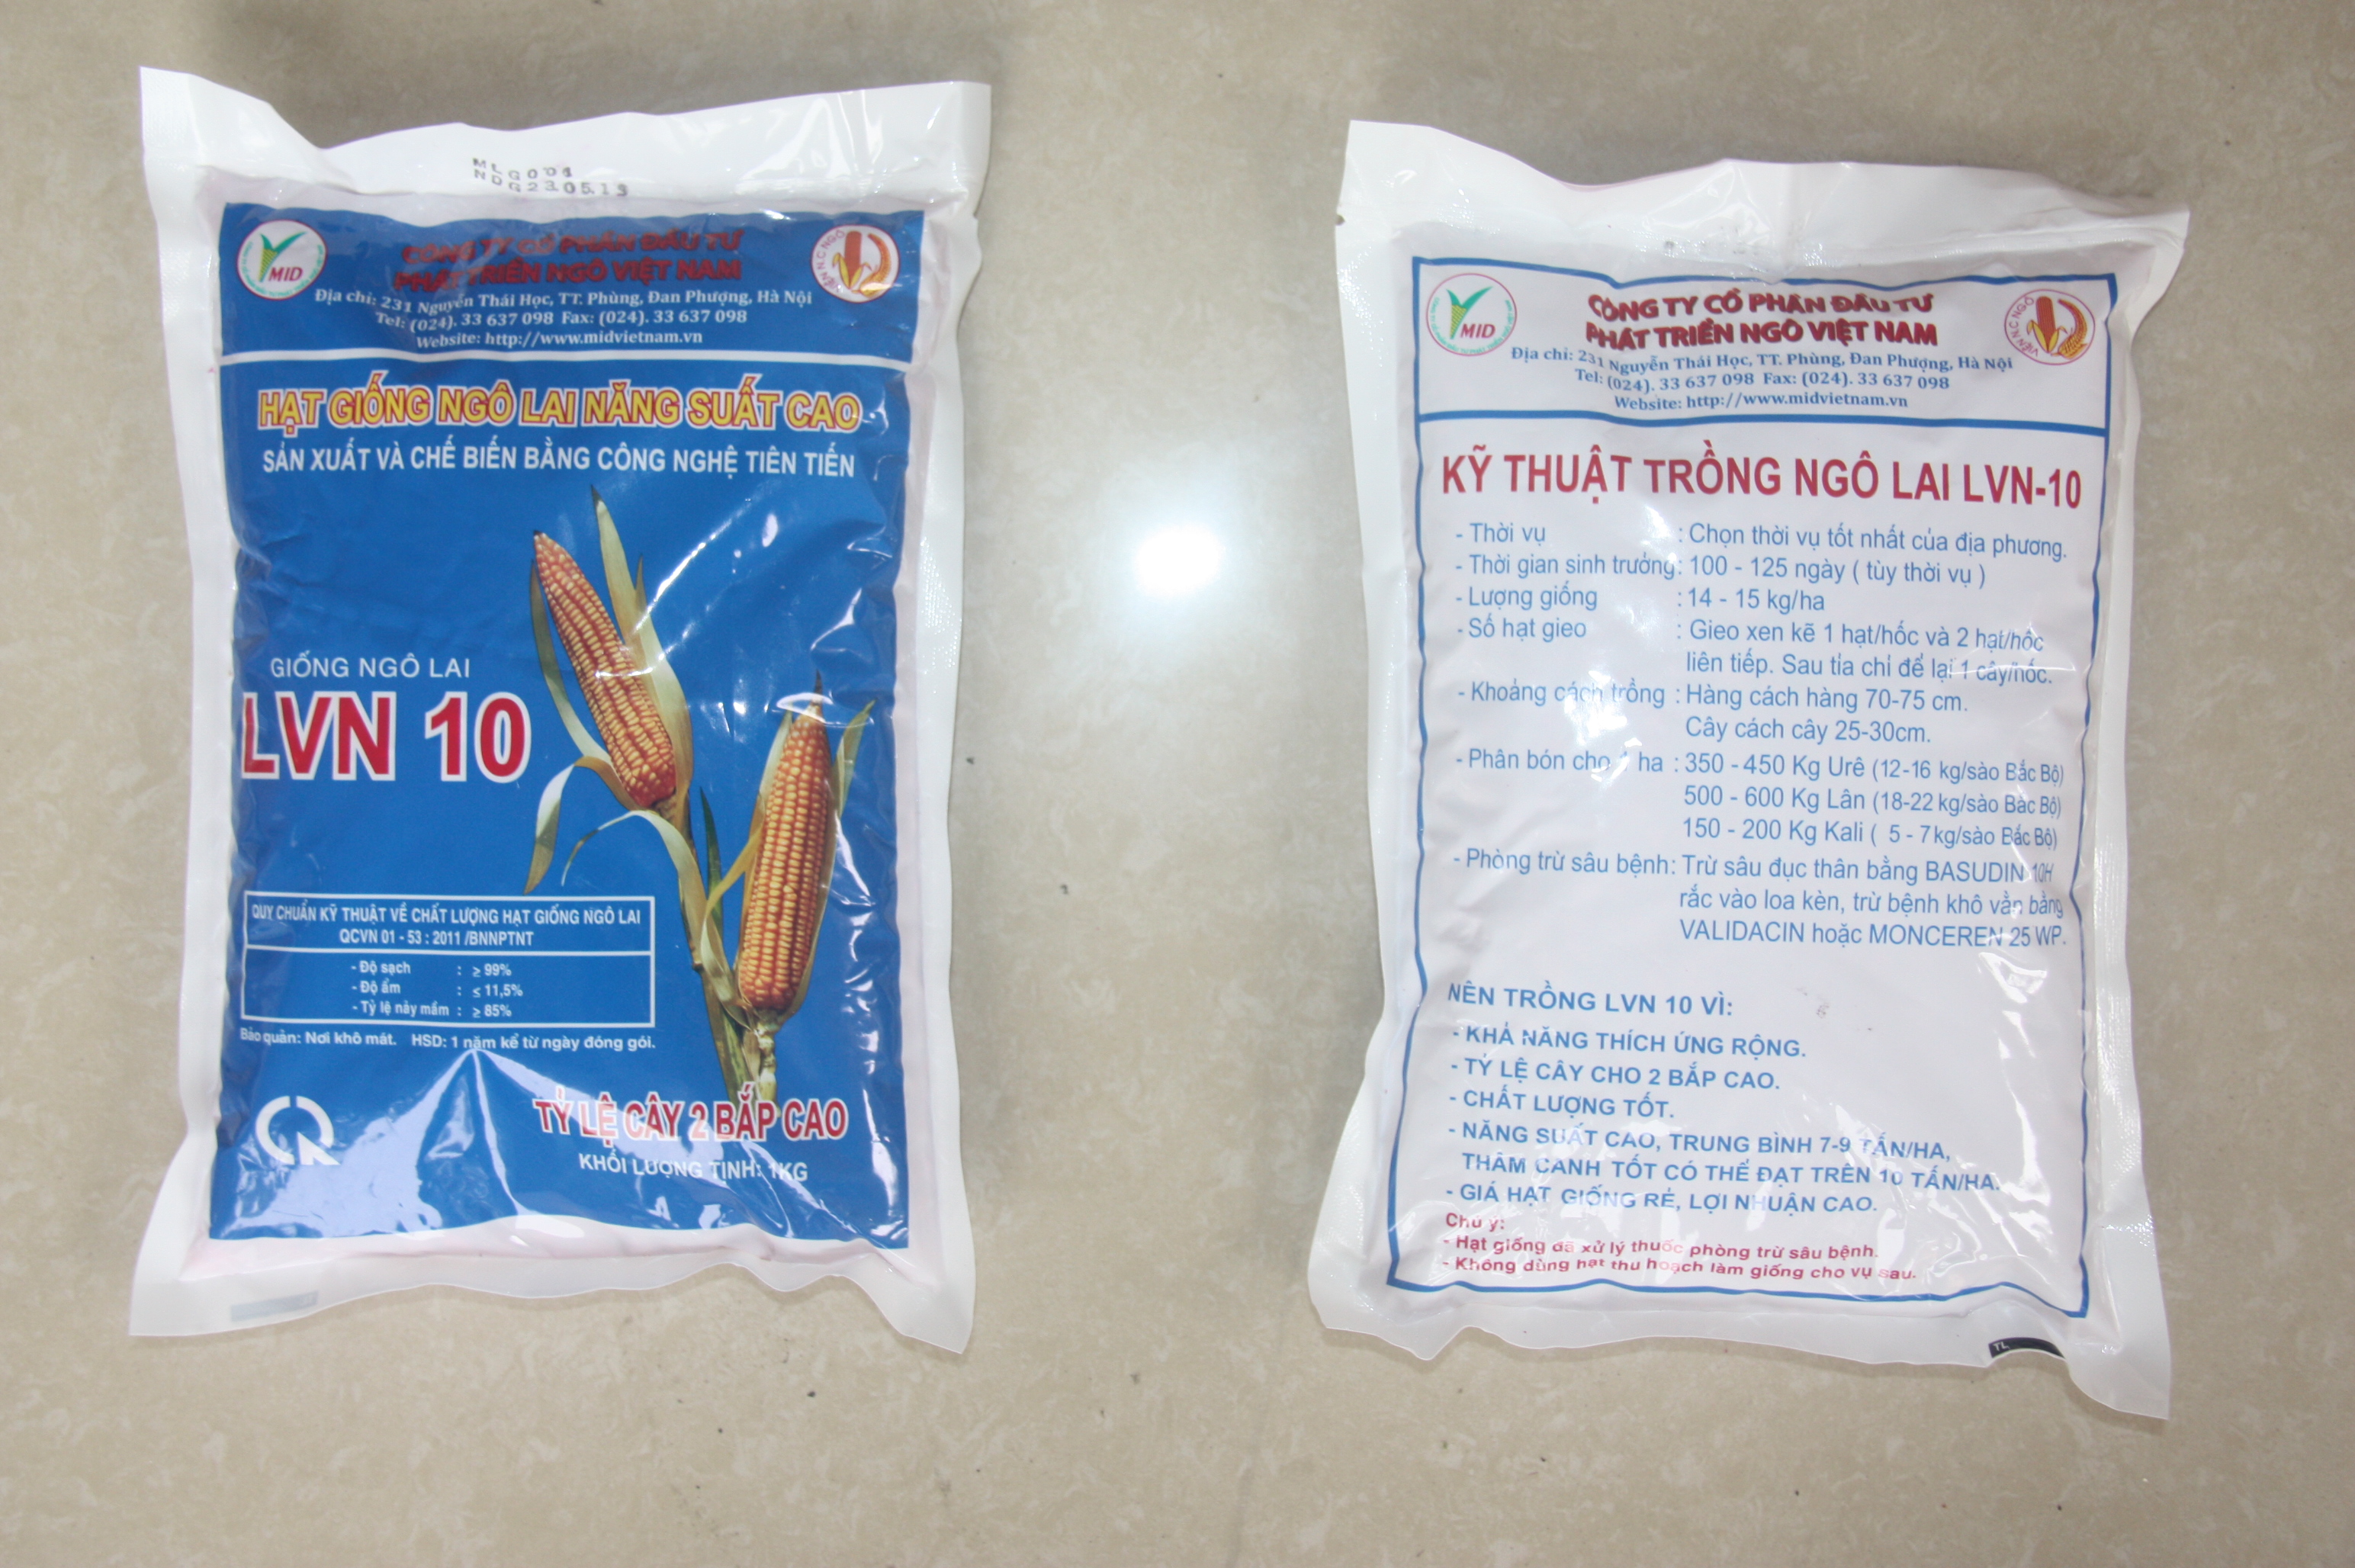 MLG001
NDG23.05.13
MID
CÔNG TY CỔ PHẦN ĐẦU TƯ
PHÁT TRIỂN NGÔ VIỆT NAM
VIỆN N.C NGÔ
Địa chỉ: 231 Nguyễn Thái Học, TT. Phùng, Đan Phượng, Hà Nội
Tel: (024). 33 637 098 Fax: (024). 33 637 098
Website: http://www.midvietnam.vn
HẠT GIỐNG NGÔ LAI NĂNG SUẤT CAO
SẢN XUẤT VÀ CHẾ BIẾN BẰNG CÔNG NGHỆ TIÊN TIẾN
GIỐNG NGÔ LAI
LVN 10
QUY CHUẨN KỸ THUẬT VỀ CHẤT LƯỢNG HẠT GIỐNG NGÔ LAI
QCVN 01 - 53 : 2011 /BNNPTNT
- Độ sạch : ≥ 99%
- Độ ẩm : ≤ 11,5%
- Tỷ lệ nảy mầm : ≥ 85%
Bảo quản: Nơi khô mát. HSD: 1 năm kể từ ngày đóng gói.
TỶ LỆ CÂY 2 BẮP CAO
KHỐI LƯỢNG TỊNH: 1KG
MID
CÔNG TY CỔ PHẦN ĐẦU TƯ
PHÁT TRIỂN NGÔ VIỆT NAM
VIỆN N.C NGÔ
Địa chỉ: 231 Nguyễn Thái Học, TT. Phùng, Đan Phượng, Hà Nội
Tel: (024). 33 637 098 Fax: (024). 33 637 098
Website: http://www.midvietnam.vn
KỸ THUẬT TRỒNG NGÔ LAI LVN-10
- Thời vụ : Chọn thời vụ tốt nhất của địa phương.
- Thời gian sinh trưởng: 100 - 125 ngày ( tùy thời vụ )
- Lượng giống : 14 - 15 kg/ha
- Số hạt gieo : Gieo xen kẽ 1 hạt/hốc và 2 hạt/hốc
liên tiếp. Sau tỉa chỉ để lại 1 cây/hốc.
- Khoảng cách trồng : Hàng cách hàng 70-75 cm.
Cây cách cây 25-30cm.
- Phân bón cho 1 ha : 350 - 450 Kg Urê (12-16 kg/sào Bắc Bộ)
500 - 600 Kg Lân (18-22 kg/sào Bắc Bộ)
150 - 200 Kg Kali ( 5 - 7kg/sào Bắc Bộ)
- Phòng trừ sâu bệnh: Trừ sâu đục thân bằng BASUDIN 10H
rắc vào loa kèn, trừ bệnh khô vằn bằng
VALIDACIN hoặc MONCEREN 25 WP.
NÊN TRỒNG LVN 10 VÌ:
- KHẢ NĂNG THÍCH ỨNG RỘNG.
- TỶ LỆ CÂY CHO 2 BẮP CAO.
- CHẤT LƯỢNG TỐT.
- NĂNG SUẤT CAO, TRUNG BÌNH 7-9 TẤN/HA,
THÂM CANH TỐT CÓ THỂ ĐẠT TRÊN 10 TẤN/HA.
- GIÁ HẠT GIỐNG RẺ, LỢI NHUẬN CAO.
Chú ý:
- Hạt giống đã xử lý thuốc phòng trừ sâu bệnh.
- Không dùng hạt thu hoạch làm giống cho vụ sau.
TL